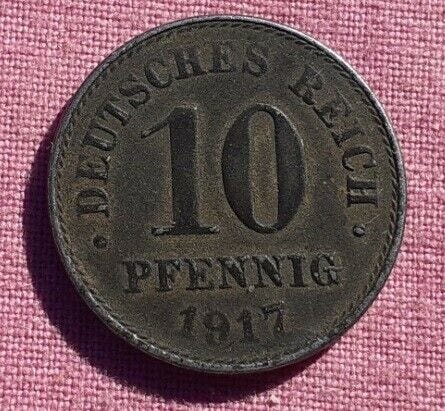 DEUTSCHES REICH
10
PFENNIG
1917